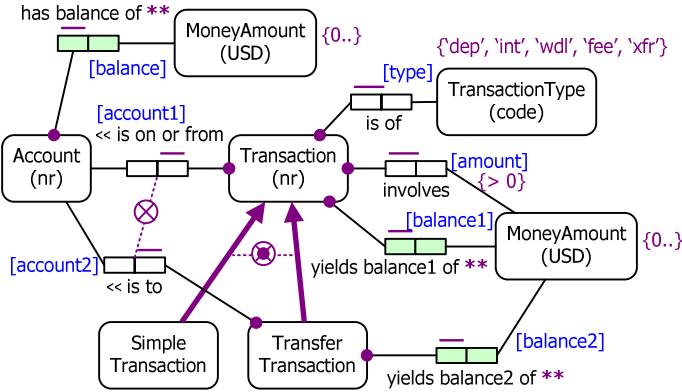 has balance of **
MoneyAmount
(USD)
{0..}
[balance]
{‘dep’, ‘int’, ‘wdl’, ‘fee’, ‘xfr’}
[type]
TransactionType
(code)
is of
[account1]
<< is on or from
Account
(nr)
Transaction
(nr)
[amount]
{> 0}
involves
[balance1]
MoneyAmount
(USD)
{0..}
yields balance1 of **
[account2]
<< is to
Simple
Transaction
Transfer
Transaction
[balance2]
yields balance2 of **